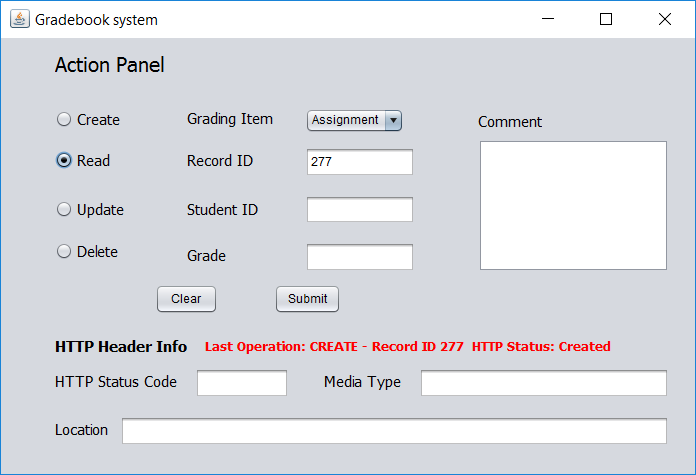 Gradebook system
Action Panel
Create Grading Item Assignment Comment
Read Record ID 277
Update Student ID
Delete Grade
Clear Submit
HTTP Header Info Last Operation: CREATE - Record ID 277 HTTP Status: Created
HTTP Status Code Media Type
Location